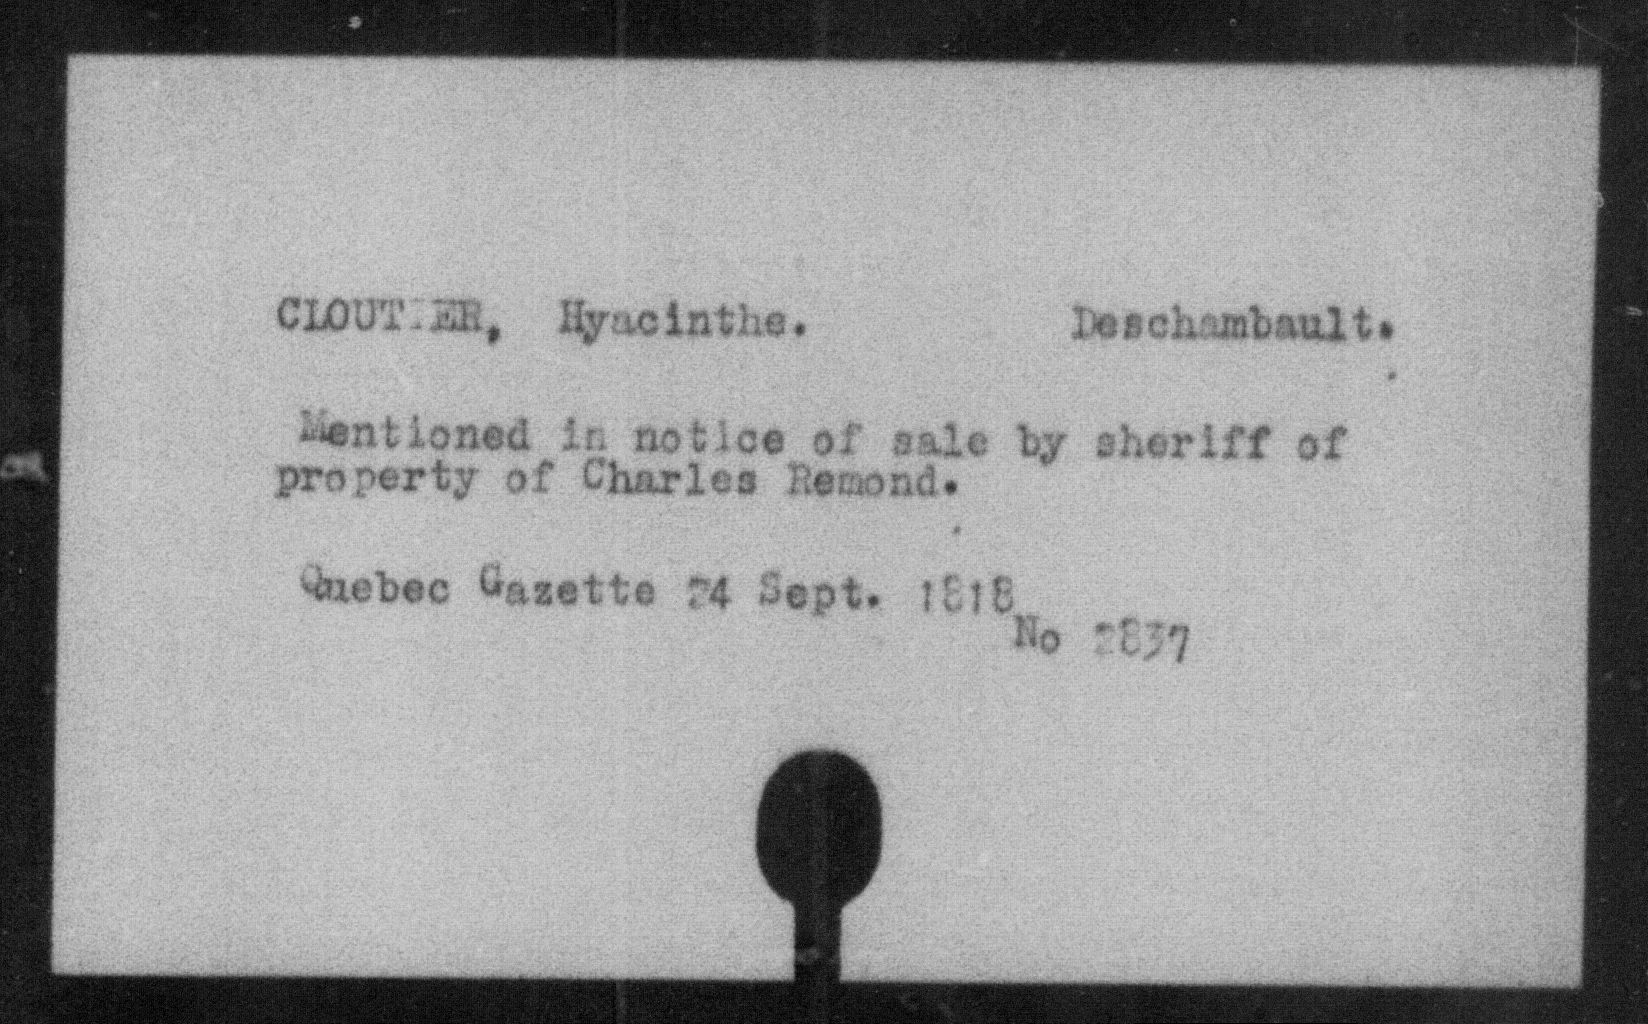 CLOUTIER, Hyacinthe. Deschambault.
Mentioned in notice of sale by sheriff of
property of Charles Remond.
Quebec Gazette 24 Sept. 1818
No 2837